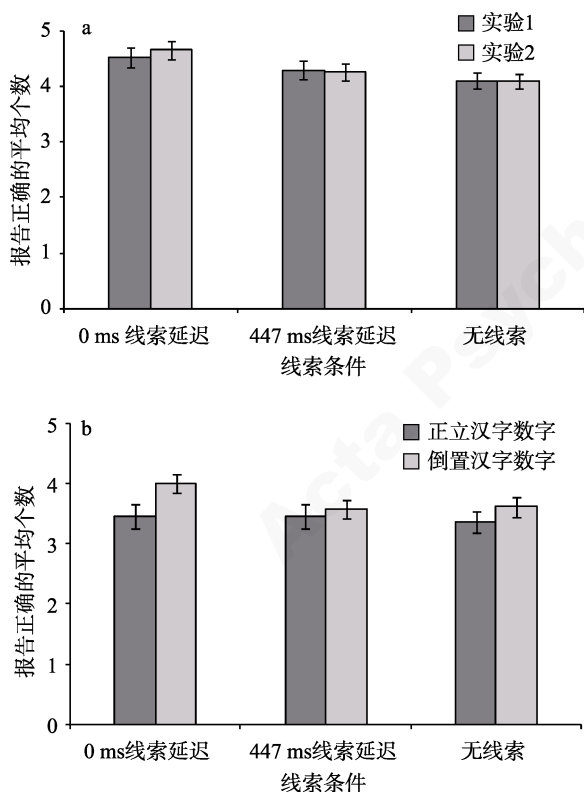 a
实验1
实验2
报告正确的平均个数
5
4
3
2
1
0
0 ms 线索延迟
447 ms线索延迟
无线索
线索条件
b
正立汉字数字
倒置汉字数字
报告正确的平均个数
5
4
3
2
1
0
0 ms线索延迟
447 ms线索延迟
无线索
线索条件
Acta Psych